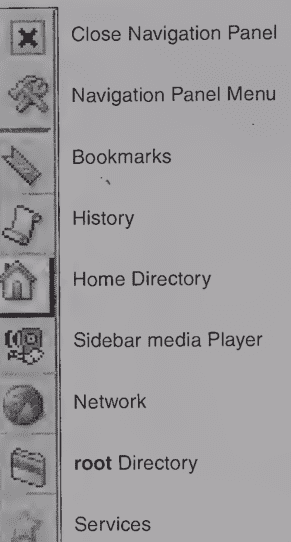 Close Navigation Panel
Navigation Panel Menu
Bookmarks
History
Home Directory
Sidebar media Player
Network
root Directory
Services